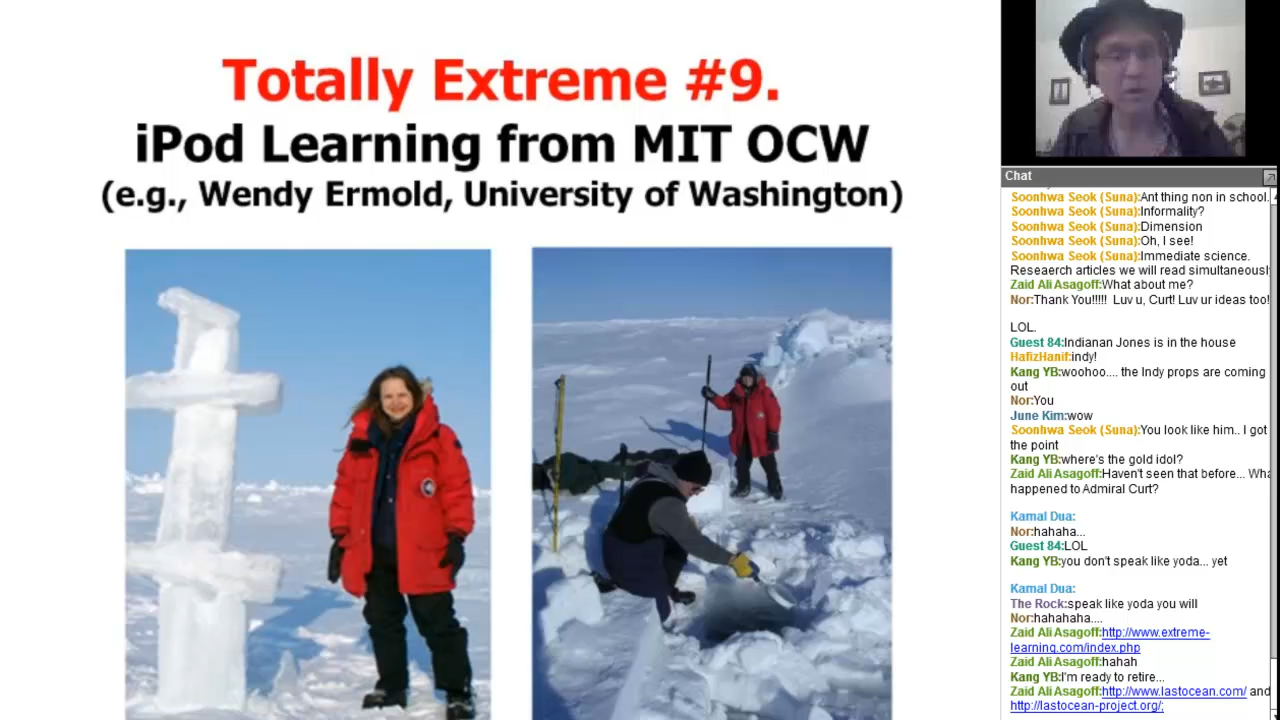 Totally Extreme #9.
iPod Learning from MIT OCW
(e.g., Wendy Ermold, University of Washington)
Chat
Soonhwa Seok (Suna):Ant thing non in school.
Soonhwa Seok (Suna):Informality?
Soonhwa Seok (Suna):Dimension
Soonhwa Seok (Suna):Oh, I see!
Soonhwa Seok (Suna):Immediate science.
Reseaerch articles we will read simultaneousl
Zaid Ali Asagoff:What about me?
Nor:Thank You!!!!! Luv u, Curt! Luv ur ideas too!
LOL.
Guest 84:Indianan Jones is in the house
HafizHanif:indy!
Kang YB:woohoo.... the Indy props are coming
out
Nor:You
June Kim:wow
Soonhwa Seok (Suna):You look like him.. I got
the point
Kang YB:where's the gold idol?
Zaid Ali Asagoff:Haven't seen that before... Wha
happened to Admiral Curt?
Kamal Dua:
Nor:hahaha...
Guest 84:LOL
Kang YB:you don't speak like yoda... yet
Kamal Dua:
The Rock:speak like yoda you will
Nor:hahahaha....
Zaid Ali Asagoff:http://www.extreme-
learning.com/index.php
Zaid Ali Asagoff:hahah
Kang YB:I'm ready to retire...
Zaid Ali Asagoff:http://www.lastocean.com/ and
http://lastocean-project.org/;